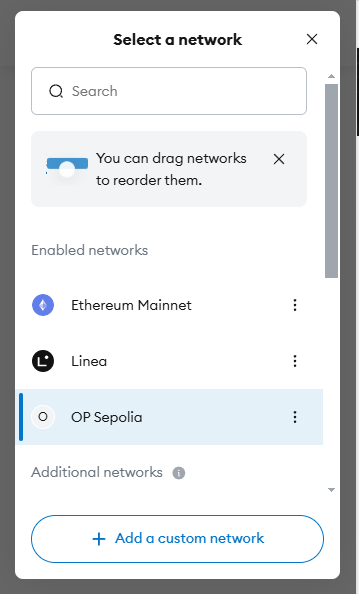 Select a network
Search
You can drag networks
to reorder them.
Enabled networks
Ethereum Mainnet
Linea
O OP Sepolia
Additional networks
+ Add a custom network